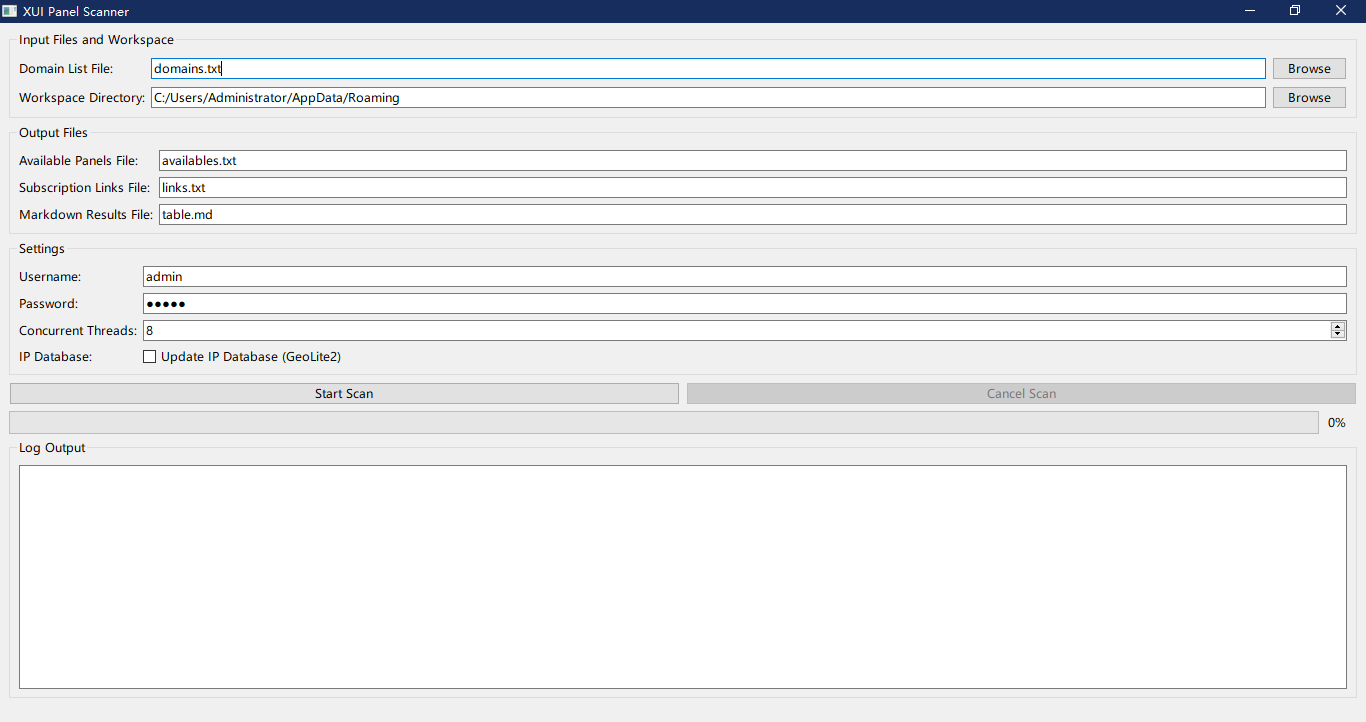 XUI Panel Scanner
Input Files and Workspace
Domain List File: domains.txt Browse
Workspace Directory: C:/Users/Administrator/AppData/Roaming Browse
Output Files
Available Panels File: availables.txt
Subscription Links File: links.txt
Markdown Results File: table.md
Settings
Username: admin
Password: ●●●●●
Concurrent Threads: 8
IP Database: Update IP Database (GeoLite2)
Start Scan Cancel Scan
0%
Log Output